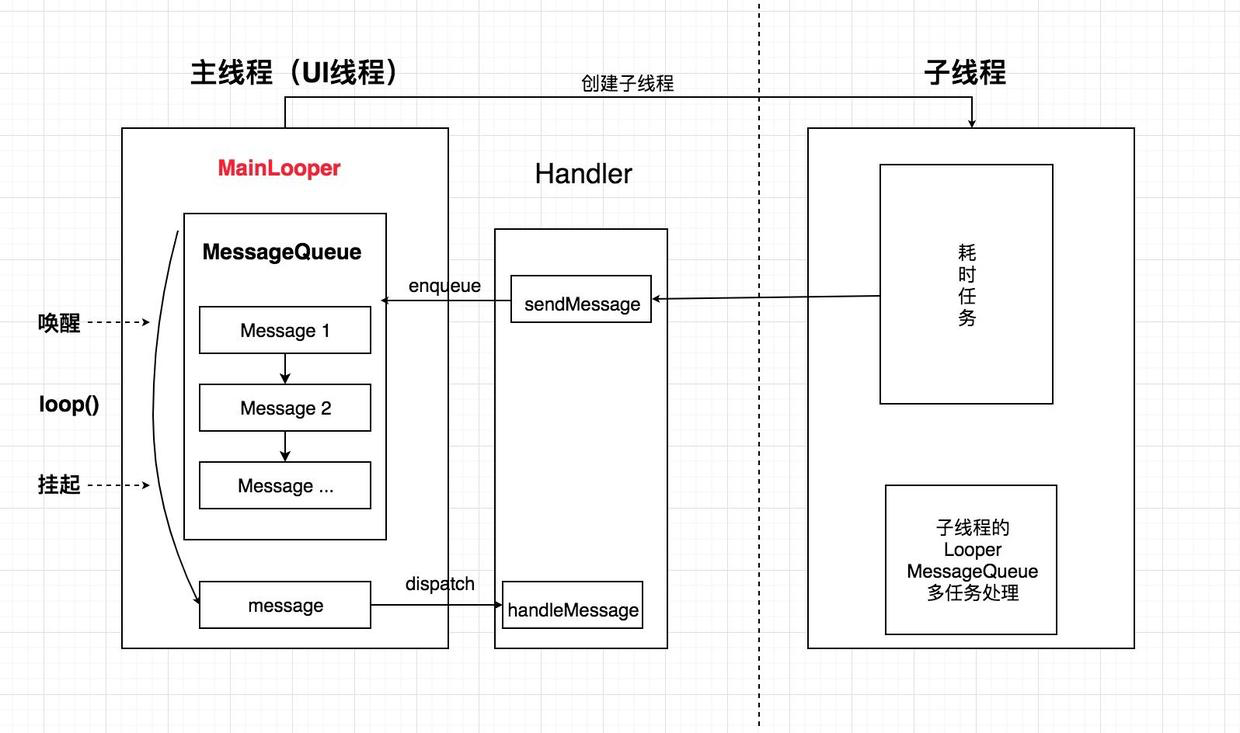 主线程（UI线程）
创建子线程
子线程
MainLooper
Handler
MessageQueue
enqueue
sendMessage
Message 1
唤醒
loop()
Message 2
挂起
Message ...
耗
时
任
务
子线程的
Looper
MessageQueue
多任务处理
message
dispatch
handleMessage